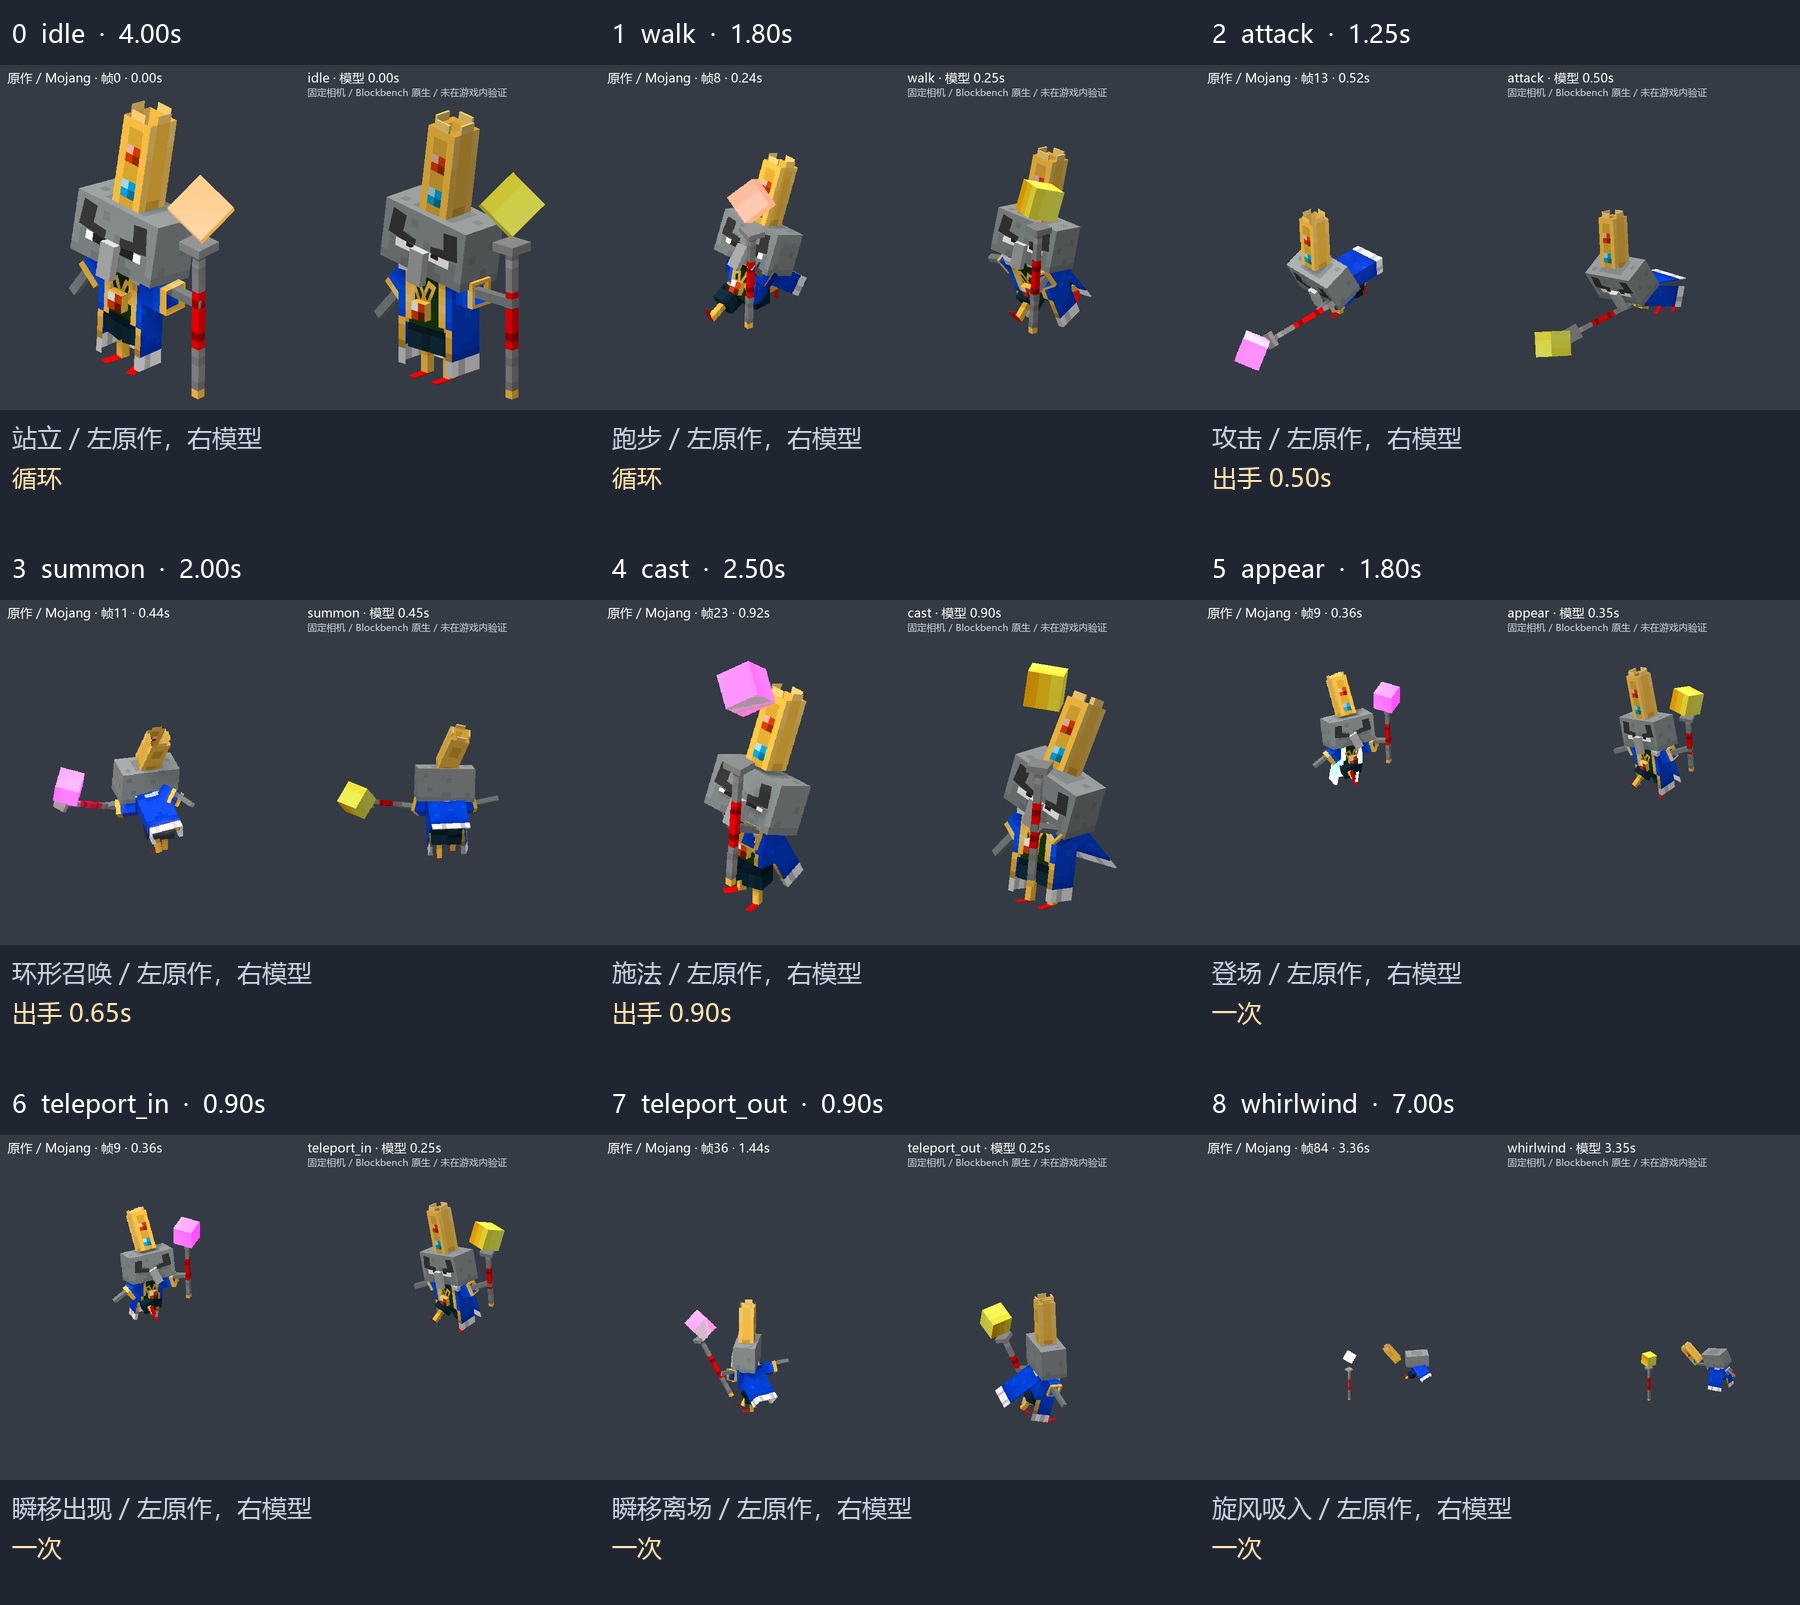 0 idle · 4.00s
1 walk · 1.80s
2 attack · 1.25s
原作 / Mojang · 帧0 · 0.00s
idle · 模型 0.00s
固定相机 / Blockbench 原生 / 未在游戏内验证
原作 / Mojang · 帧8 · 0.24s
walk · 模型 0.25s
固定相机 / Blockbench 原生 / 未在游戏内验证
原作 / Mojang · 帧13 · 0.52s
attack · 模型 0.50s
固定相机 / Blockbench 原生 / 未在游戏内验证
站立 / 左原作，右模型
循环
跑步 / 左原作，右模型
循环
攻击 / 左原作，右模型
出手 0.50s
3 summon · 2.00s
4 cast · 2.50s
5 appear · 1.80s
原作 / Mojang · 帧11 · 0.44s
summon · 模型 0.45s
固定相机 / Blockbench 原生 / 未在游戏内验证
原作 / Mojang · 帧23 · 0.92s
cast · 模型 0.90s
固定相机 / Blockbench 原生 / 未在游戏内验证
原作 / Mojang · 帧9 · 0.36s
appear · 模型 0.35s
固定相机 / Blockbench 原生 / 未在游戏内验证
环形召唤 / 左原作，右模型
出手 0.65s
施法 / 左原作，右模型
出手 0.90s
登场 / 左原作，右模型
一次
6 teleport_in · 0.90s
7 teleport_out · 0.90s
8 whirlwind · 7.00s
原作 / Mojang · 帧9 · 0.36s
teleport_in · 模型 0.25s
固定相机 / Blockbench 原生 / 未在游戏内验证
原作 / Mojang · 帧36 · 1.44s
teleport_out · 模型 0.25s
固定相机 / Blockbench 原生 / 未在游戏内验证
原作 / Mojang · 帧84 · 3.36s
whirlwind · 模型 3.35s
固定相机 / Blockbench 原生 / 未在游戏内验证
瞬移出现 / 左原作，右模型
一次
瞬移离场 / 左原作，右模型
一次
旋风吸入 / 左原作，右模型
一次